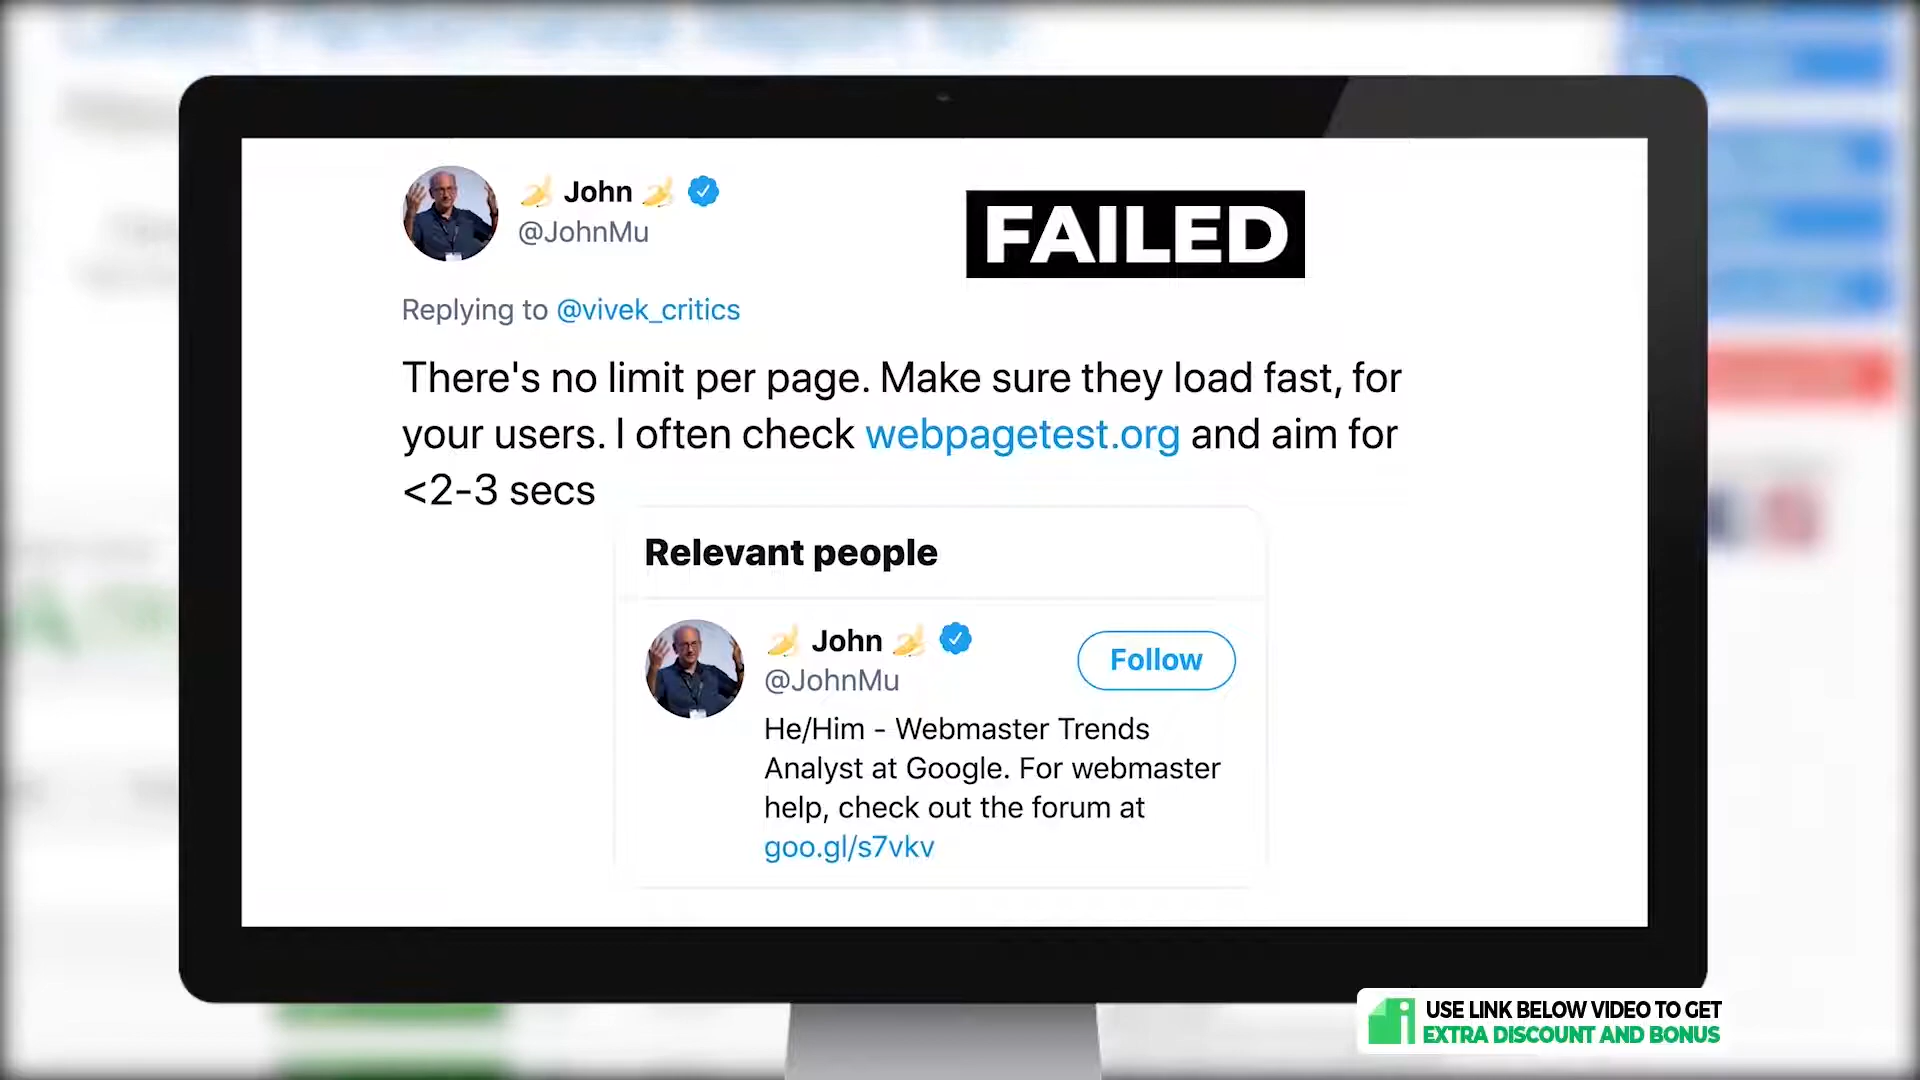 🍌 John 🍌
@JohnMu
FAILED
Replying to @vivek_critics
There's no limit per page. Make sure they load fast, for
your users. I often check webpagetest.org and aim for
<2-3 secs
Relevant people
🍌 John 🍌
@JohnMu
Follow
He/Him - Webmaster Trends
Analyst at Google. For webmaster
help, check out the forum at
goo.gl/s7vkv
USE LINK BELOW VIDEO TO GET
EXTRA DISCOUNT AND BONUS